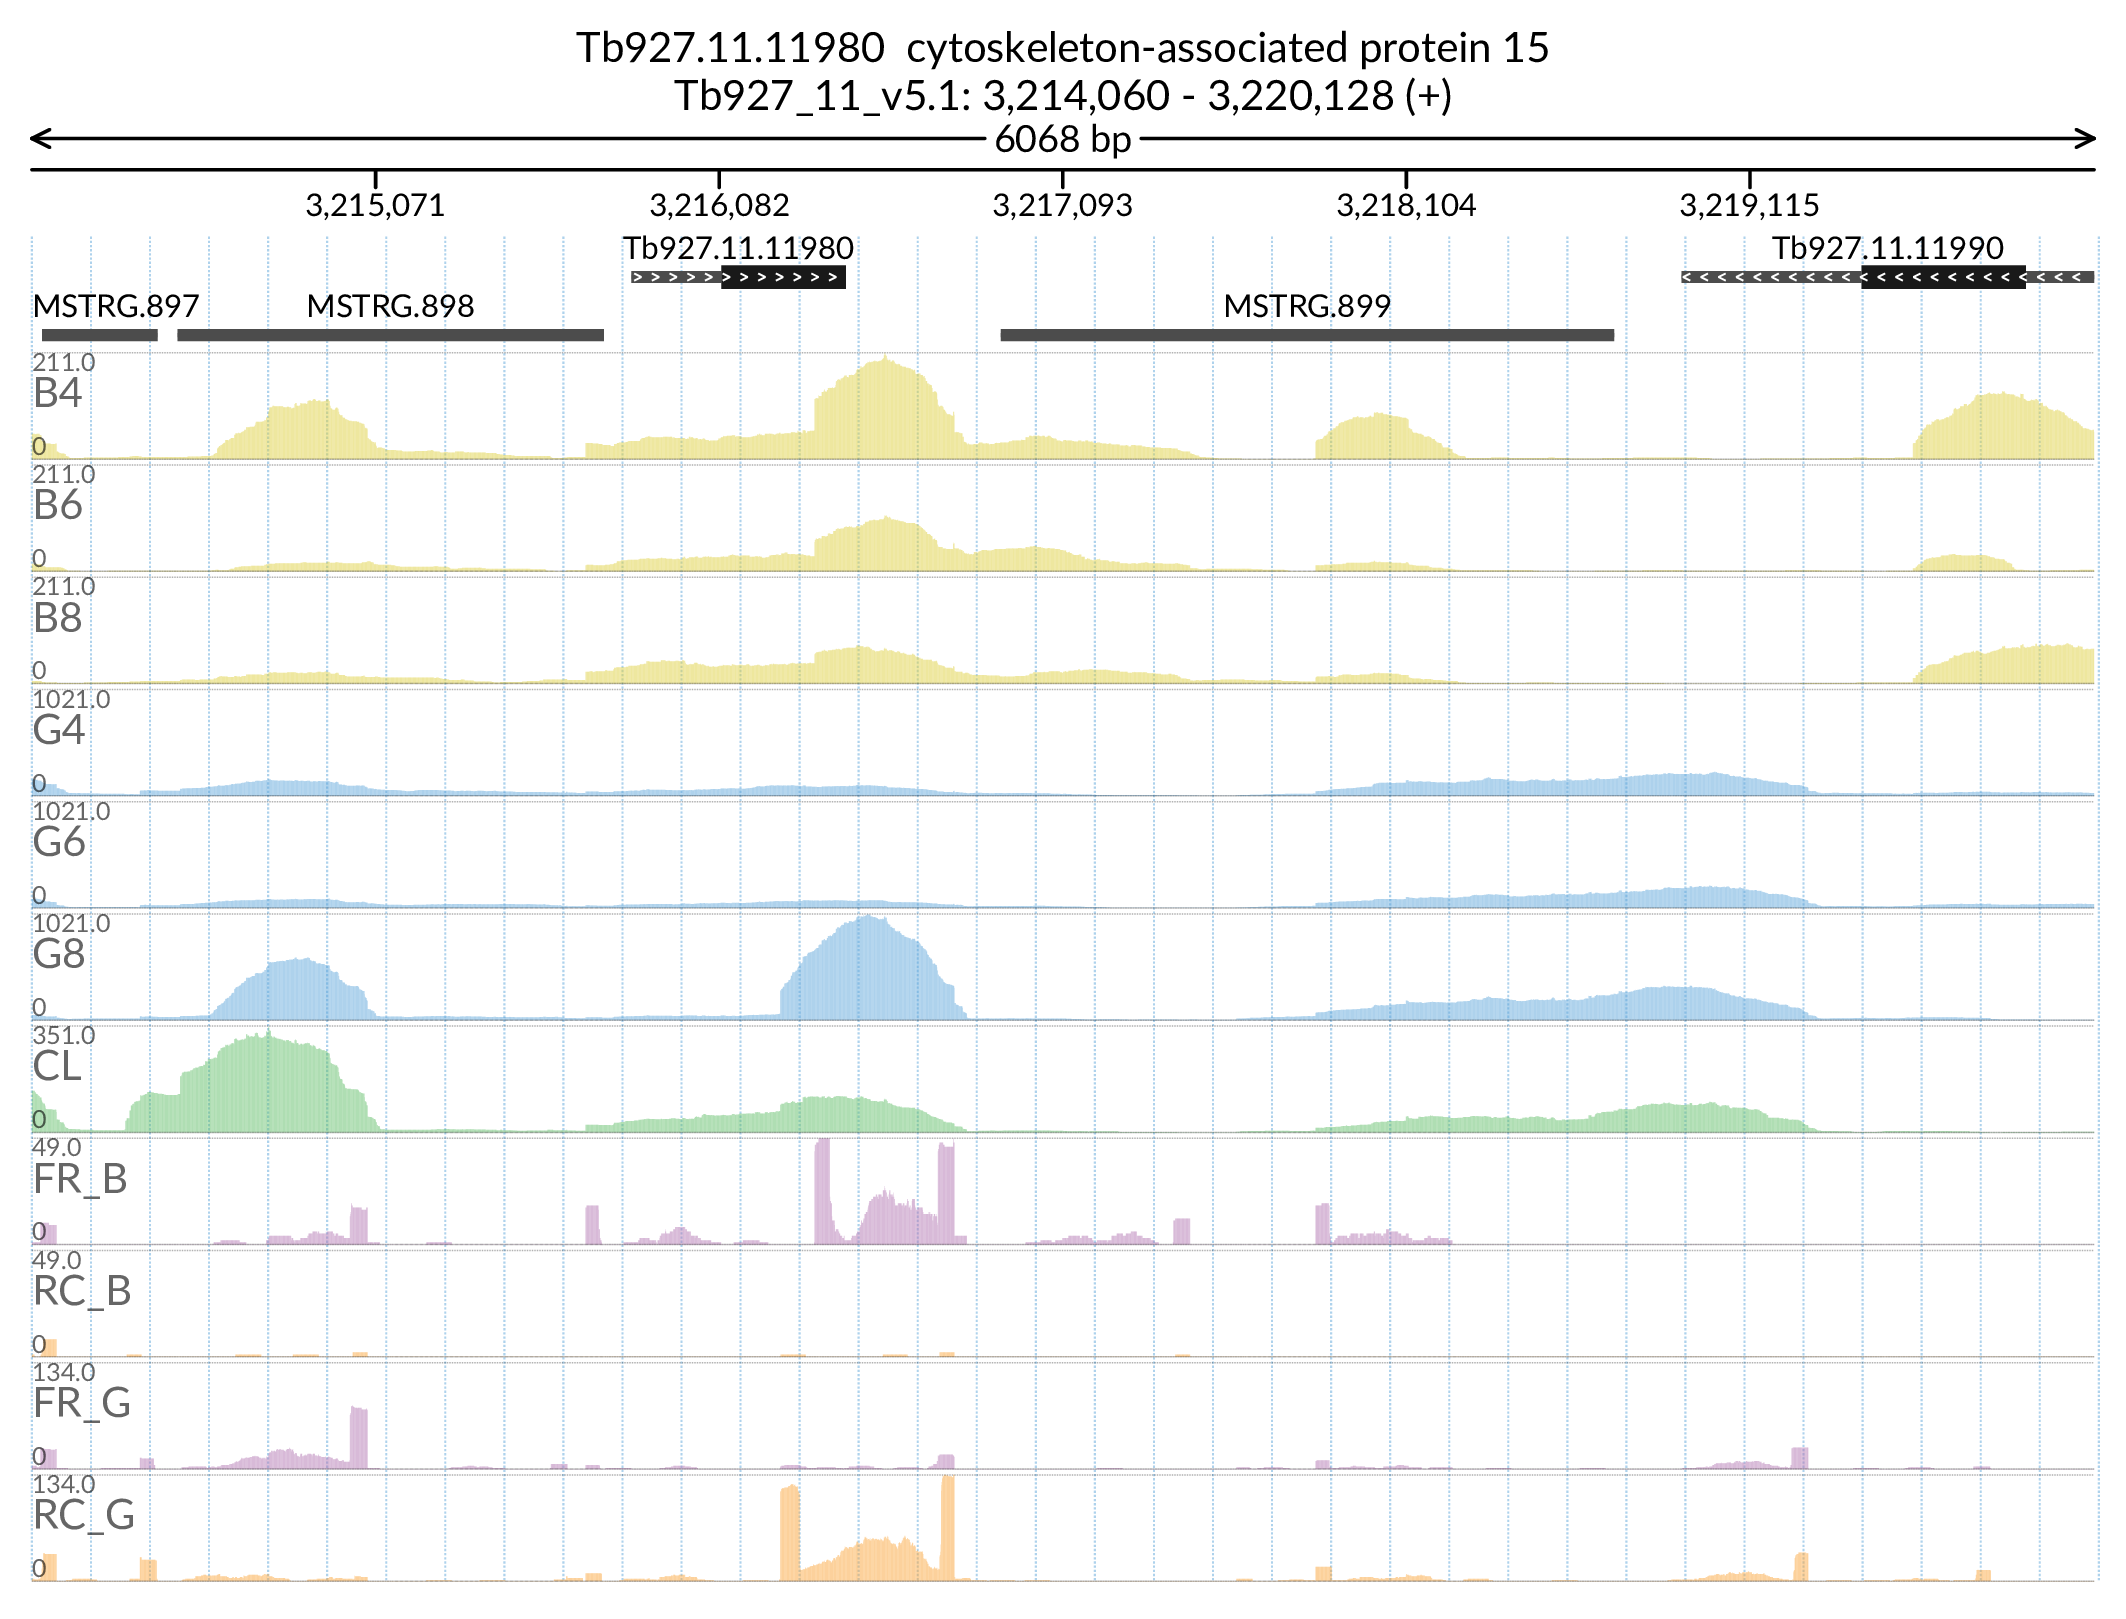 Tb927.11.11980 cytoskeleton-associated protein 15
Tb927_11_v5.1: 3,214,060 - 3,220,128 (+)
6068 bp
3,215,071 3,216,082 3,217,093 3,218,104 3,219,115
Tb927.11.11980 Tb927.11.11990
MSTRG.897 MSTRG.898 MSTRG.899
211.0
B4
0
211.0
B6
0
211.0
B8
0
1021.0
G4
0
1021.0
G6
0
1021.0
G8
0
351.0
CL
0
49.0
FR_B
0
49.0
RC_B
0
134.0
FR_G
0
134.0
RC_G
0